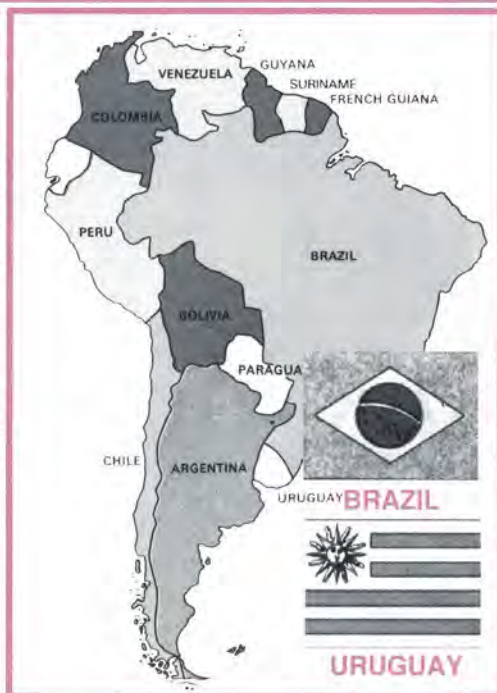 GUYANA
VENEZUELA
SURINAME
FRENCH GUIANA
COLOMBIA
PERU
BRAZIL
BOLIVIA
PARAGUA
CHILE
ARGENTINA
URUGUAY
BRAZIL
URUGUAY